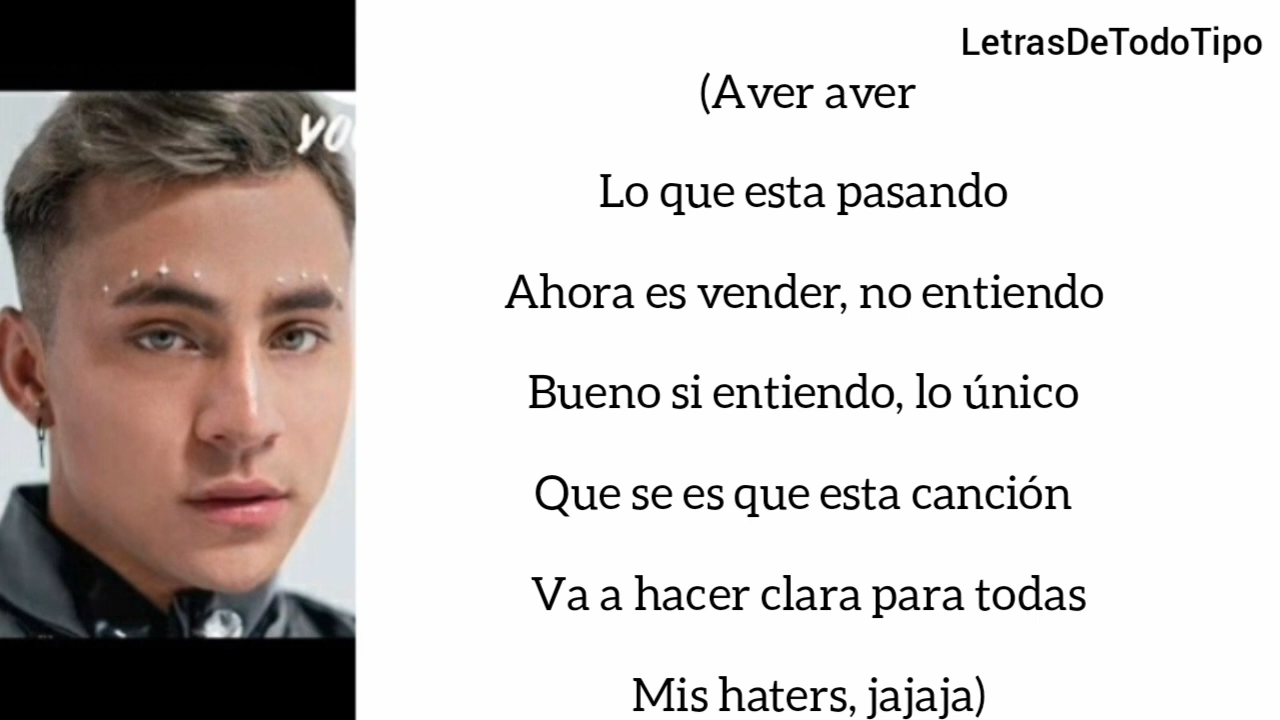 LetrasDeTodoTipo
(Aver aver
Lo que esta pasando
Ahora es vender, no entiendo
Bueno si entiendo, lo único
Que se es que esta canción
Va a hacer clara para todas
Mis haters, jajaja)